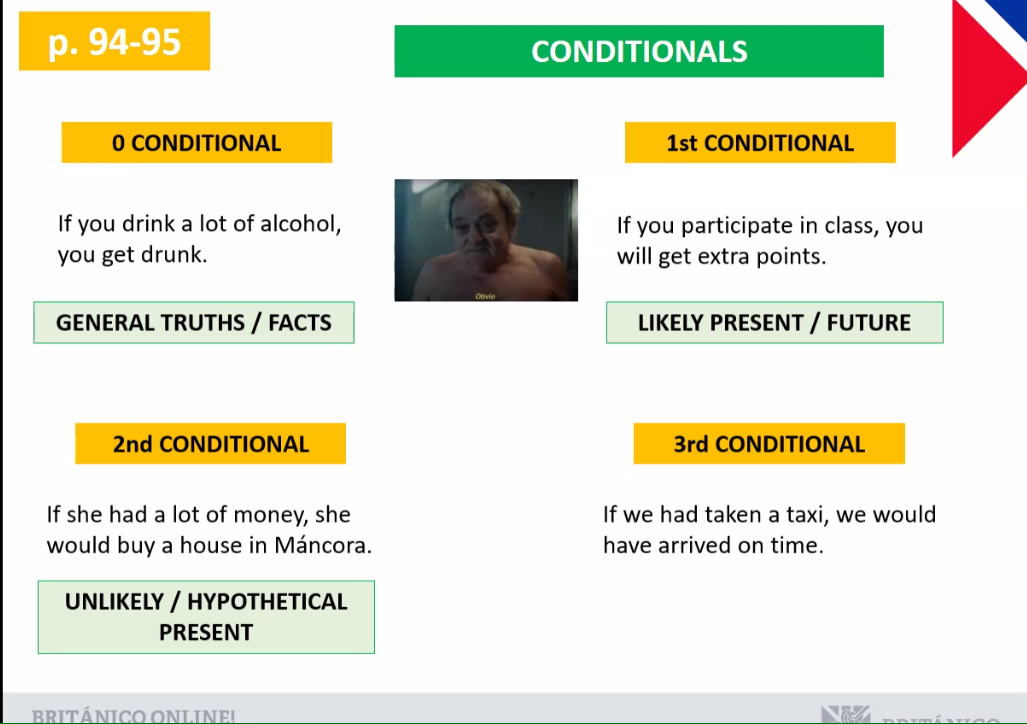 p. 94-95
CONDITIONALS
0 CONDITIONAL
If you drink a lot of alcohol,
you get drunk.
GENERAL TRUTHS / FACTS
Obvio
1st CONDITIONAL
If you participate in class, you
will get extra points.
LIKELY PRESENT / FUTURE
2nd CONDITIONAL
If she had a lot of money, she
would buy a house in Máncora.
UNLIKELY / HYPOTHETICAL
PRESENT
3rd CONDITIONAL
If we had taken a taxi, we would
have arrived on time.
BRITÁNICO ONLINE!
BRITÁNICO